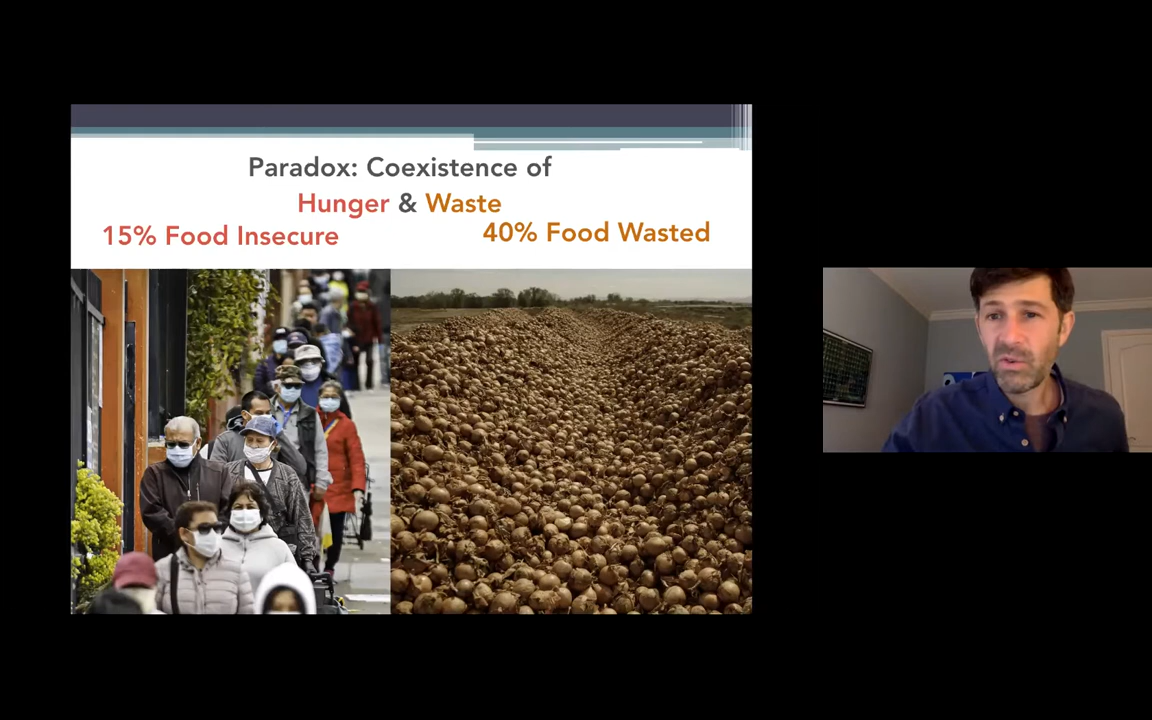 Paradox: Coexistence of
Hunger & Waste
15% Food Insecure
40% Food Wasted